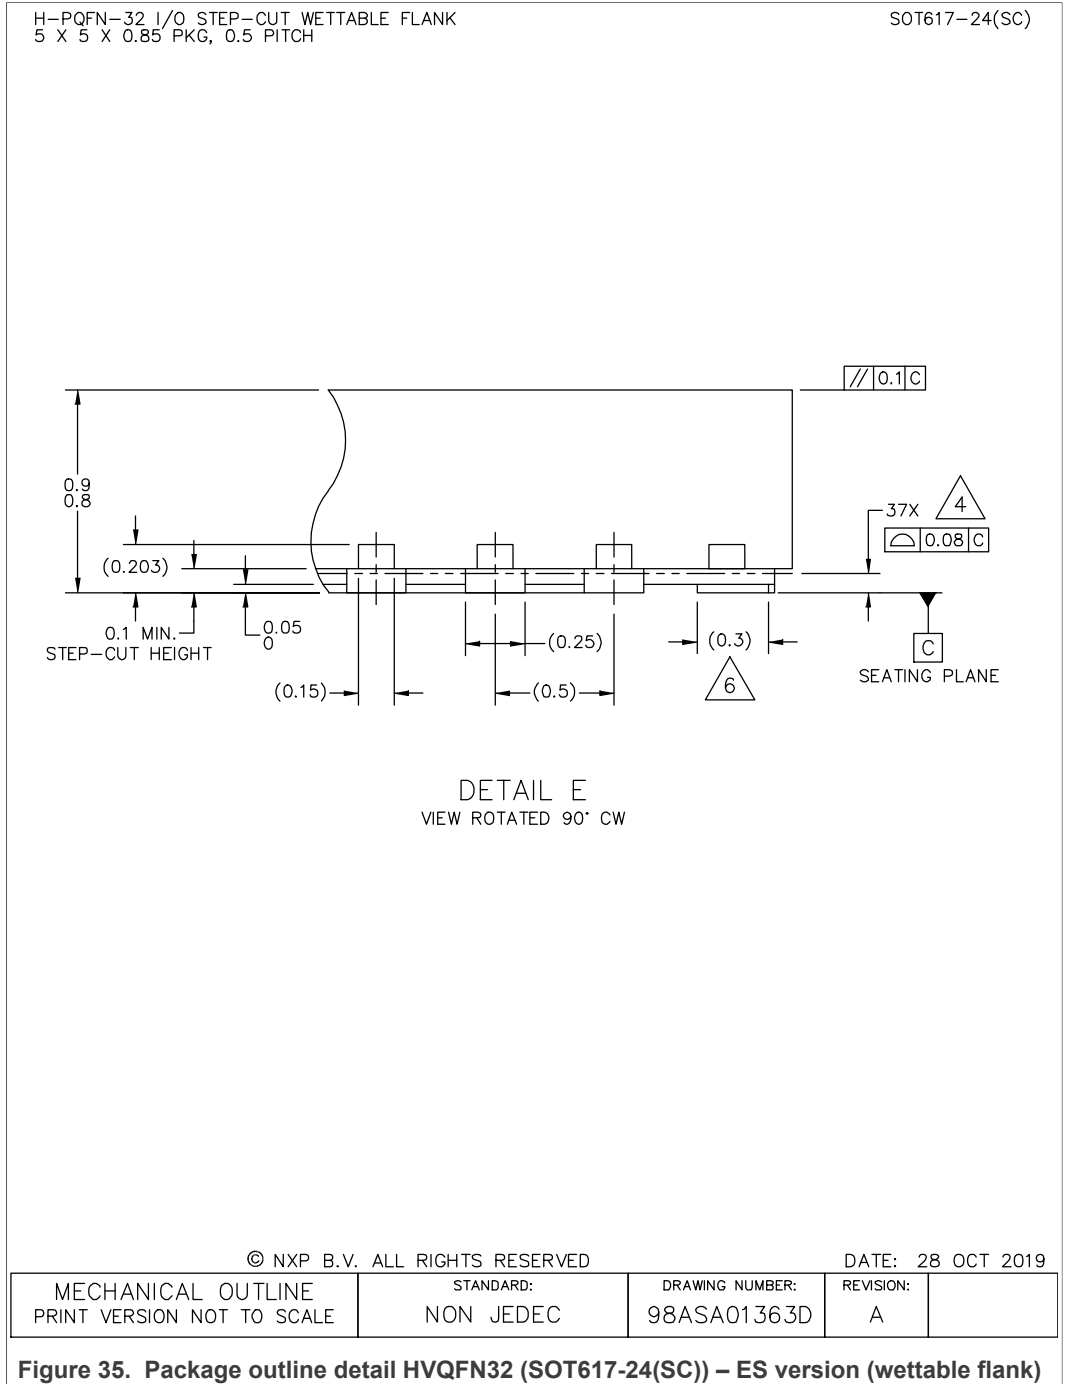 H-PQFN-32 I/O STEP-CUT WETTABLE FLANK
5 X 5 X 0.85 PKG, 0.5 PITCH
SOT617-24(SC)
// 0.1 C
0.9
0.8
37X
4
0.08 C
(0.203)
0.1 MIN.
STEP-CUT HEIGHT
0.05
0
(0.25)
(0.3)
6
(0.15)
(0.5)
C
SEATING PLANE
DETAIL E
VIEW ROTATED 90° CW
© NXP B.V. ALL RIGHTS RESERVED
DATE: 28 OCT 2019
MECHANICAL OUTLINE
PRINT VERSION NOT TO SCALE
STANDARD:
NON JEDEC
DRAWING NUMBER:
98ASA01363D
REVISION:
A
Figure 35. Package outline detail HVQFN32 (SOT617-24(SC)) – ES version (wettable flank)